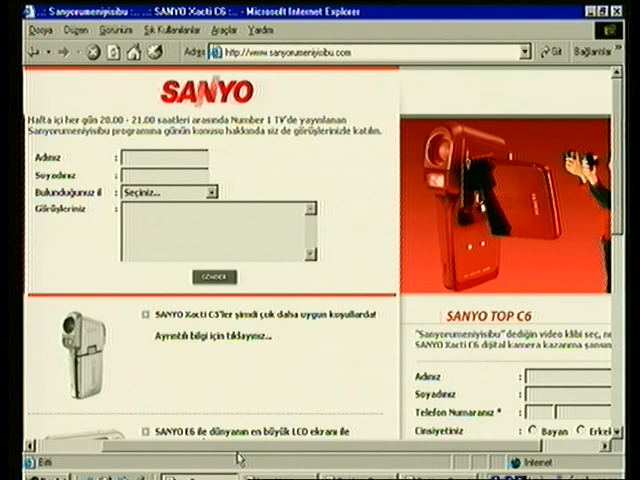 ..: Sanyorumeniyisibu :.. ..: SANYO Xacti C6 :.. - Microsoft Internet Explorer
Dosya Düzen Görünüm Sık Kullanılanlar Araçlar Yardım
Adres http://www.sanyorumeniyisibu.com Git Bağlantılar »
SANYO
Hafta içi her gün 20.00 - 21.00 saatleri arasında Number 1 TV'de yayınlanan
Sanyorumeniyisibu programına günün konusu hakkında siz de görüşlerinizle katılın.
Adınız :
Soyadınız :
Bulunduğunuz il : Seçiniz...
Görüşleriniz :
GÖNDER
SANYO Xacti C5'ler şimdi çok daha uygun koşullarda!
Ayrıntılı bilgi için tıklayınız...
SANYO E6 ile dünyanın en büyük LCD ekranı ile
SANYO TOP C6
"Sanyorumeniyisibu" dediğin video klibi seç,
SANYO Xacti C6 dijital kamera kazanma
Adınız :
Soyadınız :
Telefon Numaranız * :
Cinsiyetiniz : Bayan Erkek
Bitti Internet